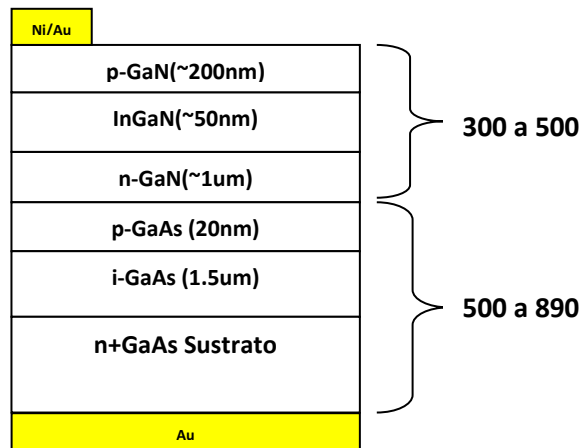 Ni/Au
p-GaN(~200nm)
InGaN(~50nm)
300 a 500
n-GaN(~1um)
p-GaAs (20nm)
i-GaAs (1.5um)
500 a 890
n+GaAs Sustrato
Au